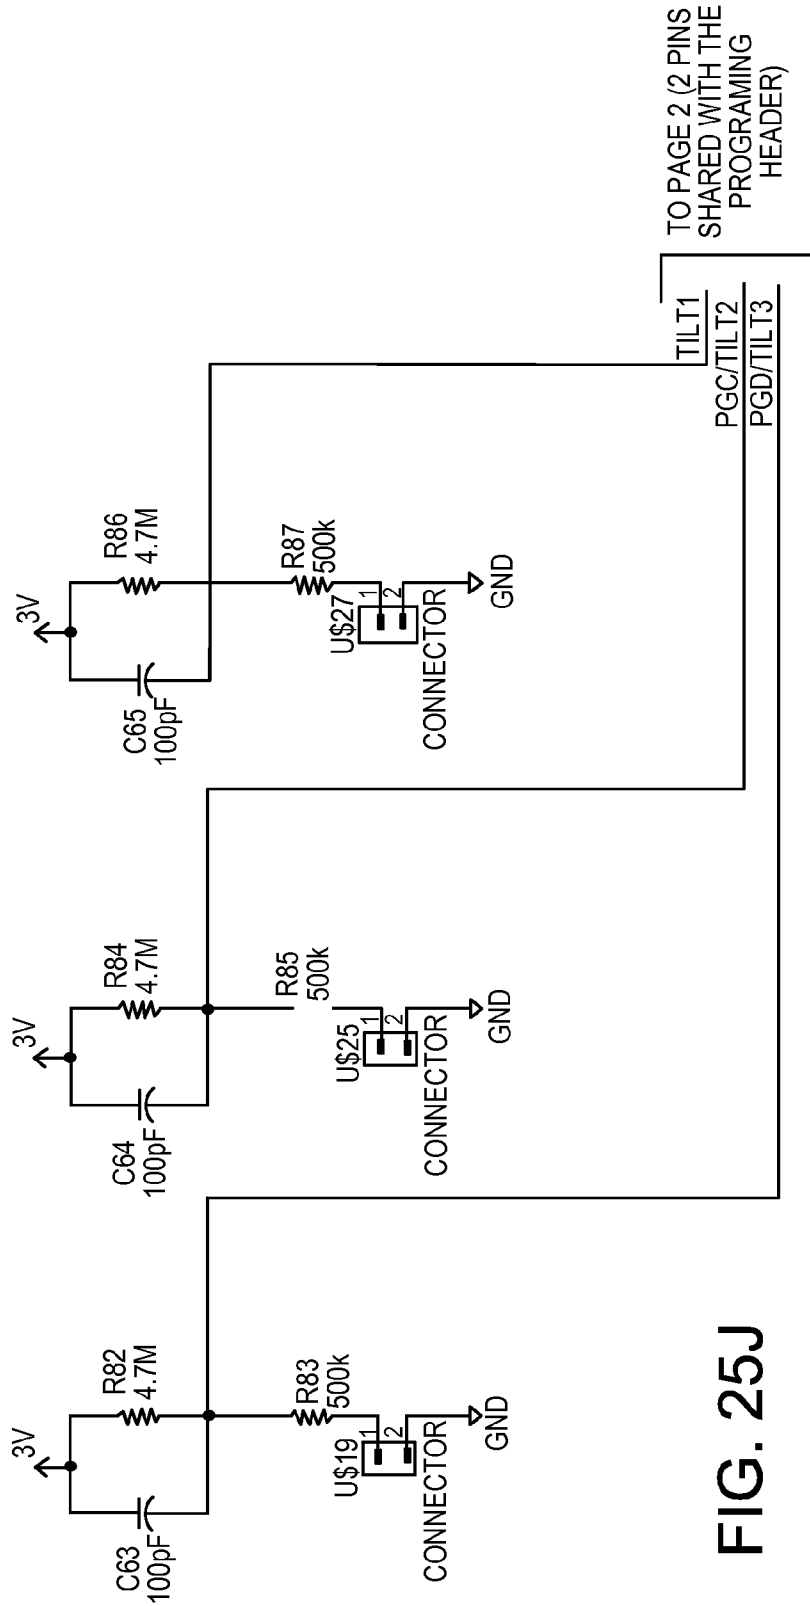 3V
C63
100pF
R82
4.7M
R83
500k
U$19
1
2
CONNECTOR
GND
3V
C64
100pF
R84
4.7M
R85
500k
U$25
1
2
CONNECTOR
GND
3V
C65
100pF
R86
4.7M
R87
500k
U$27
1
2
CONNECTOR
GND
TILT1
PGC/TILT2
PGD/TILT3
TO PAGE 2 (2 PINS
SHARED WITH THE
PROGRAMING
HEADER)
FIG. 25J